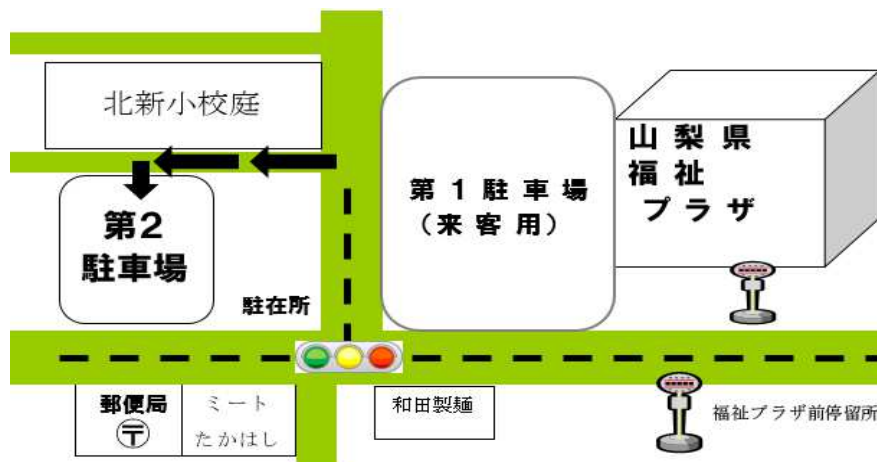 北新小校庭
山梨県
福祉
プラザ
第1駐車場
（来客用）
第2
駐車場
駐在所
郵便局
〒
ミート
たかはし
和田製麺
福祉プラザ前停留所